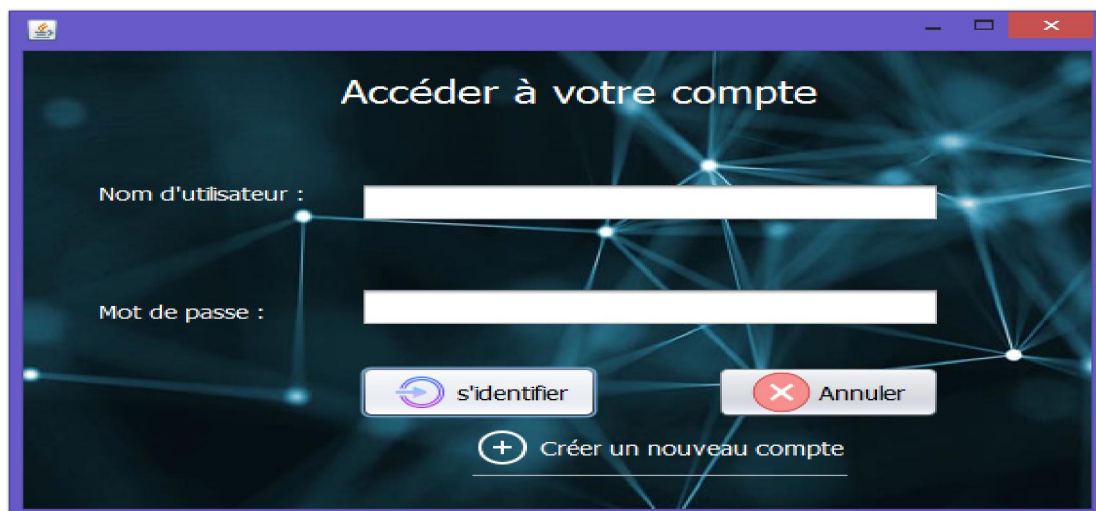 Accéder à votre compte
Nom d'utilisateur :
Mot de passe :
s'identifier
Annuler
Créer un nouveau compte